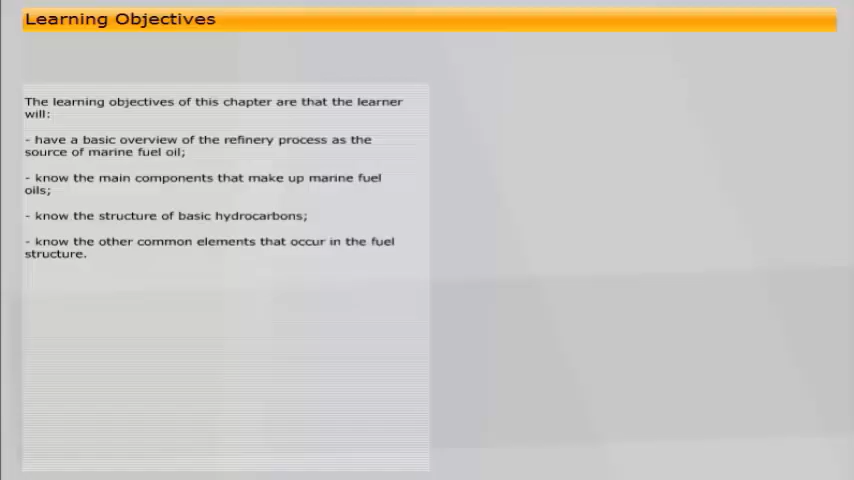 Learning Objectives
The learning objectives of this chapter are that the learner
will:
- have a basic overview of the refinery process as the
source of marine fuel oil;
- know the main components that make up marine fuel
oils;
- know the structure of basic hydrocarbons;
- know the other common elements that occur in the fuel
structure.